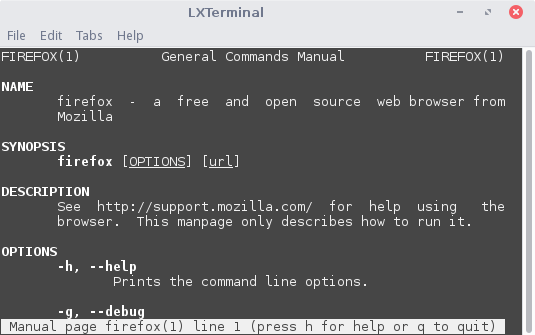 LXTerminal
File Edit Tabs Help
FIREFOX(1) General Commands Manual FIREFOX(1)
NAME
firefox - a free and open source web browser from
Mozilla
SYNOPSIS
firefox [OPTIONS] [url]
DESCRIPTION
See http://support.mozilla.com/ for help using the
browser. This manpage only describes how to run it.
OPTIONS
-h, --help
Prints the command line options.
-g, --debug
Manual page firefox(1) line 1 (press h for help or q to quit)